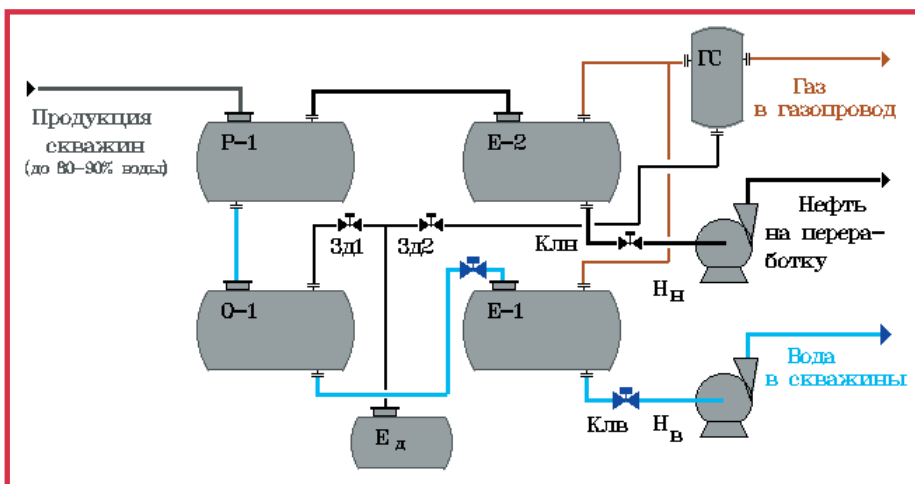 ГС
Газ
в газопровод
Продукция
скважин
(до 80-90% воды)
Р-1
Е-2
Нефть
на перера-
ботку
Зд1
Зд2
Клн
Нн
О-1
Е-1
Вода
в скважины
Клв
Нв
Ед